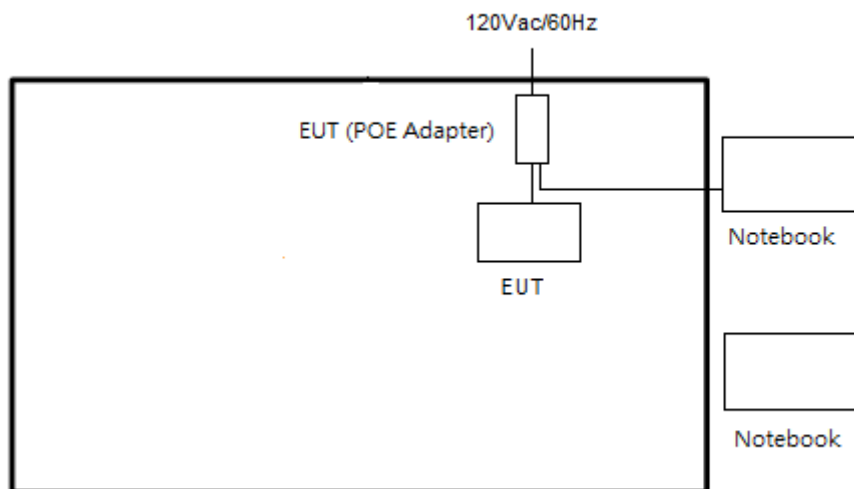 120Vac/60Hz
EUT (POE Adapter)
Notebook
EUT
Notebook